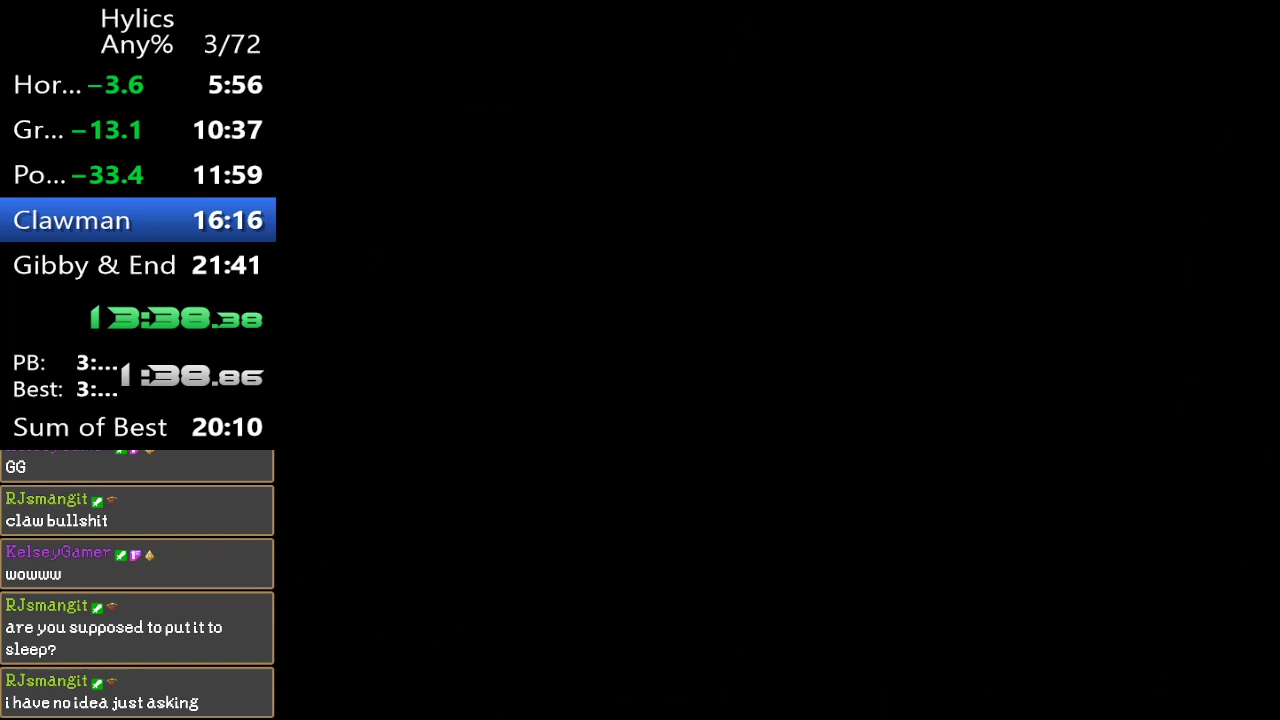 Hylics
Any% 3/72
Hor... −3.6 5:56
Gr... −13.1 10:37
Po... −33.4 11:59
Clawman 16:16
Gibby & End 21:41
13:38.38
PB: 3:...
1:38.86
Best: 3:...
Sum of Best 20:10
GG
RJsmangit
claw bullshit
KelseyGamer
wowww
RJsmangit
are you supposed to put it to
sleep?
RJsmangit
i have no idea just asking